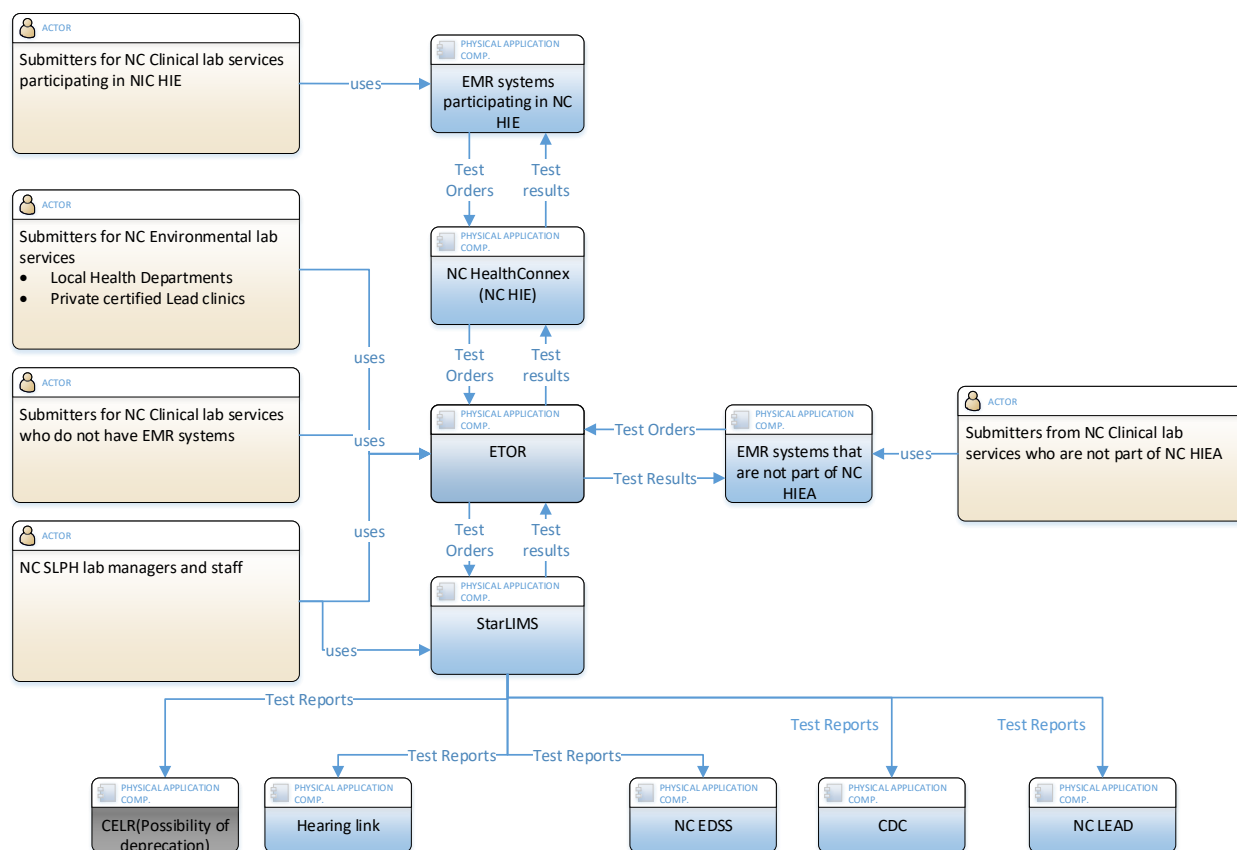 ACTOR
Submitters for NC Clinical lab services
participating in NIC HIE
uses
PHYSICAL APPLICATION
COMP.
EMR systems
participating in NC
HIE
Test
Orders
Test
results
ACTOR
Submitters for NC Environmental lab
services
• Local Health Departments
• Private certified Lead clinics
uses
PHYSICAL APPLICATION
COMP.
NC HealthConnex
(NC HIE)
Test
Orders
Test
results
ACTOR
Submitters for NC Clinical lab services
who do not have EMR systems
uses
PHYSICAL APPLICATION
COMP.
ETOR
Test Orders
Test Results
PHYSICAL APPLICATION
COMP.
EMR systems that
are not part of NC
HIEA
uses
ACTOR
Submitters from NC Clinical lab
services who are not part of NC HIEA
Test
Orders
Test
results
ACTOR
NC SLPH lab managers and staff
uses
uses
PHYSICAL APPLICATION
COMP.
StarLIMS
Test Reports
Test Reports
Test Reports
Test Reports
Test Reports
PHYSICAL APPLICATION
COMP.
CELR(Possibility of
deprecation)
PHYSICAL APPLICATION
COMP.
Hearing link
PHYSICAL APPLICATION
COMP.
NC EDSS
PHYSICAL APPLICATION
COMP.
CDC
PHYSICAL APPLICATION
COMP.
NC LEAD